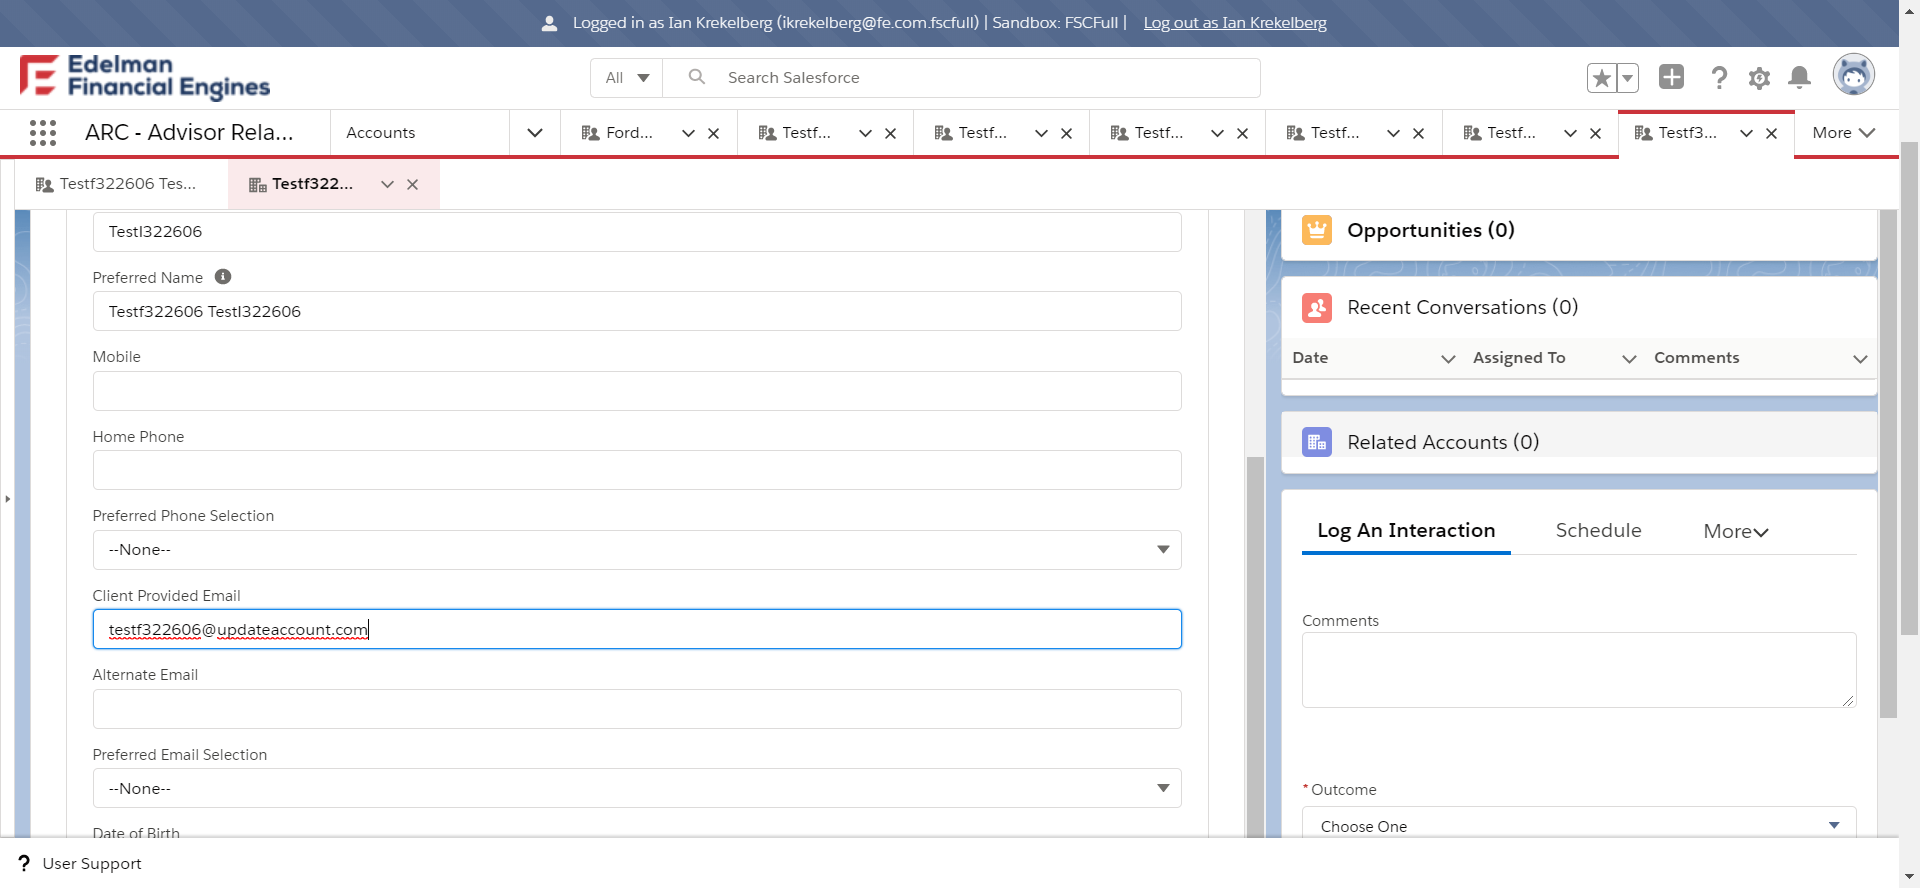 Logged in as Ian Krekelberg (ikrekelberg@fe.com.fscfull) | Sandbox: FSCFull | Log out as Ian Krekelberg
Edelman
Financial Engines
All
Search Salesforce
ARC - Advisor Rela...
Accounts
Ford...
Testf...
Testf...
Testf...
Testf...
Testf...
Testf3...
More
Testf322606 Tes...
Testf322...
Testl322606
Preferred Name
Testf322606 Testl322606
Mobile
Home Phone
Preferred Phone Selection
--None--
Client Provided Email
testf322606@updateaccount.com
Alternate Email
Preferred Email Selection
--None--
Date of Birth
Opportunities (0)
Recent Conversations (0)
Date
Assigned To
Comments
Related Accounts (0)
Log An Interaction
Schedule
More
Comments
*Outcome
Choose One
? User Support